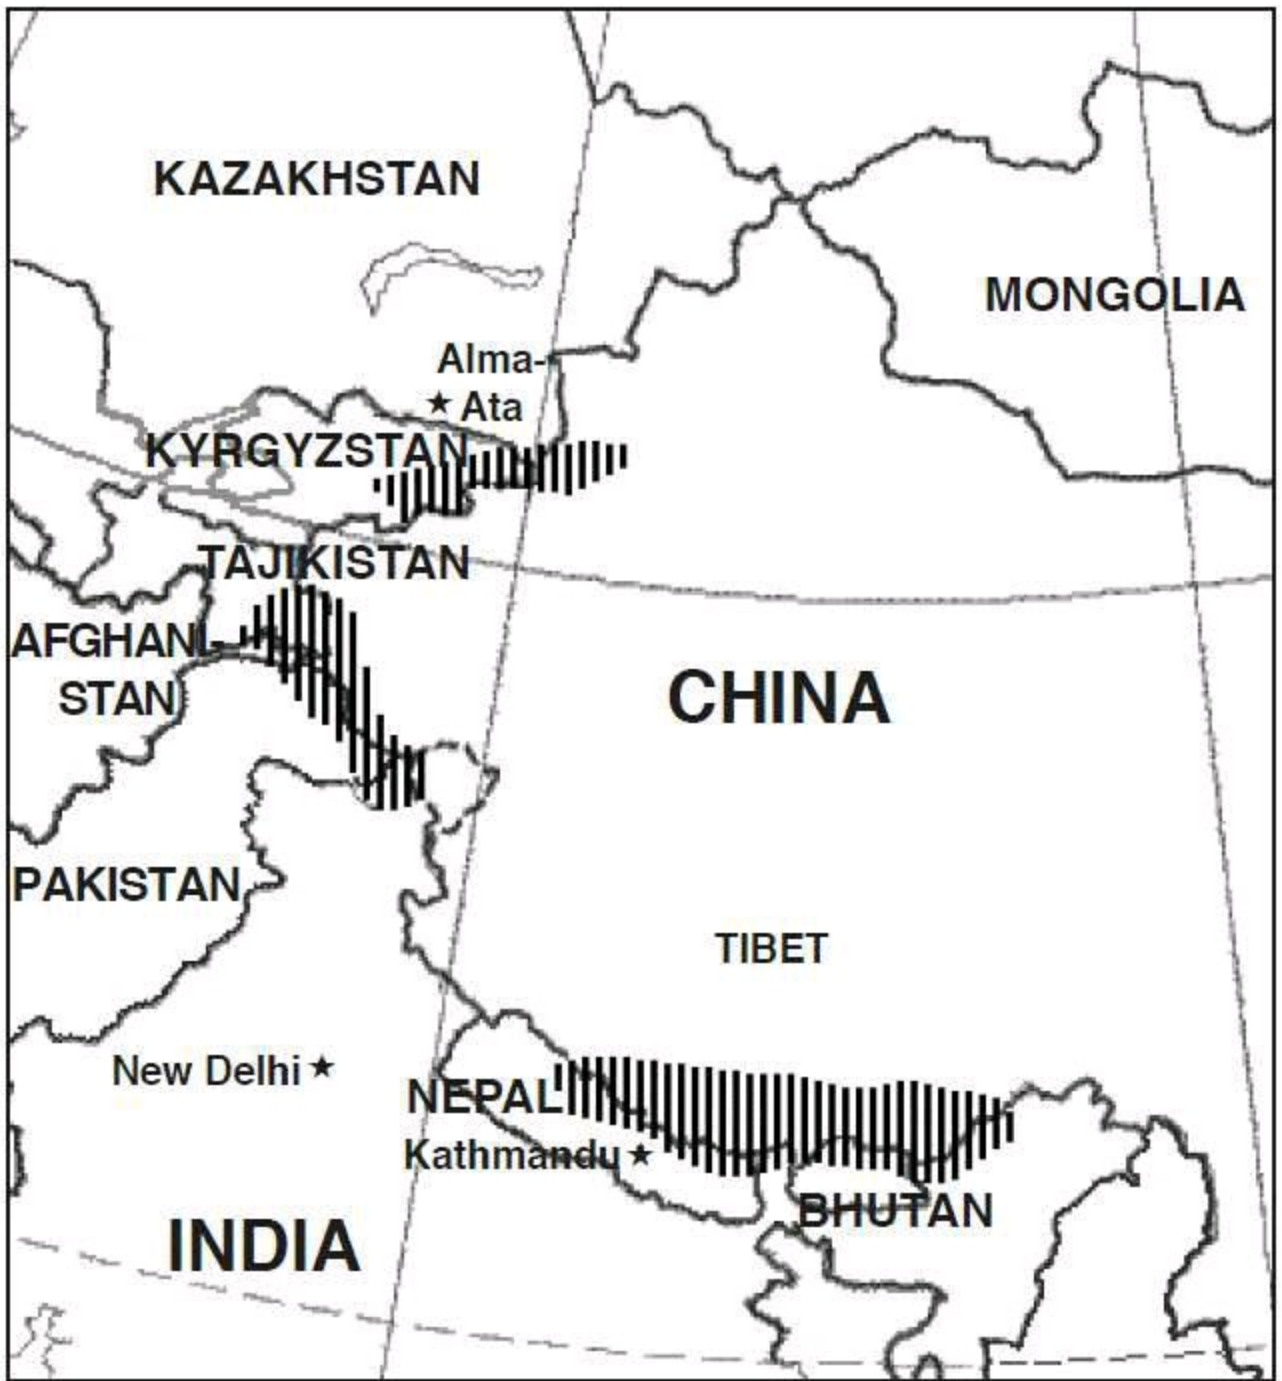 KAZAKHSTAN
MONGOLIA
Alma-
Ata
KYRGYZSTAN
TAJIKISTAN
AFGHANI-
STAN
CHINA
PAKISTAN
TIBET
New Delhi
NEPAL
Kathmandu
BHUTAN
INDIA